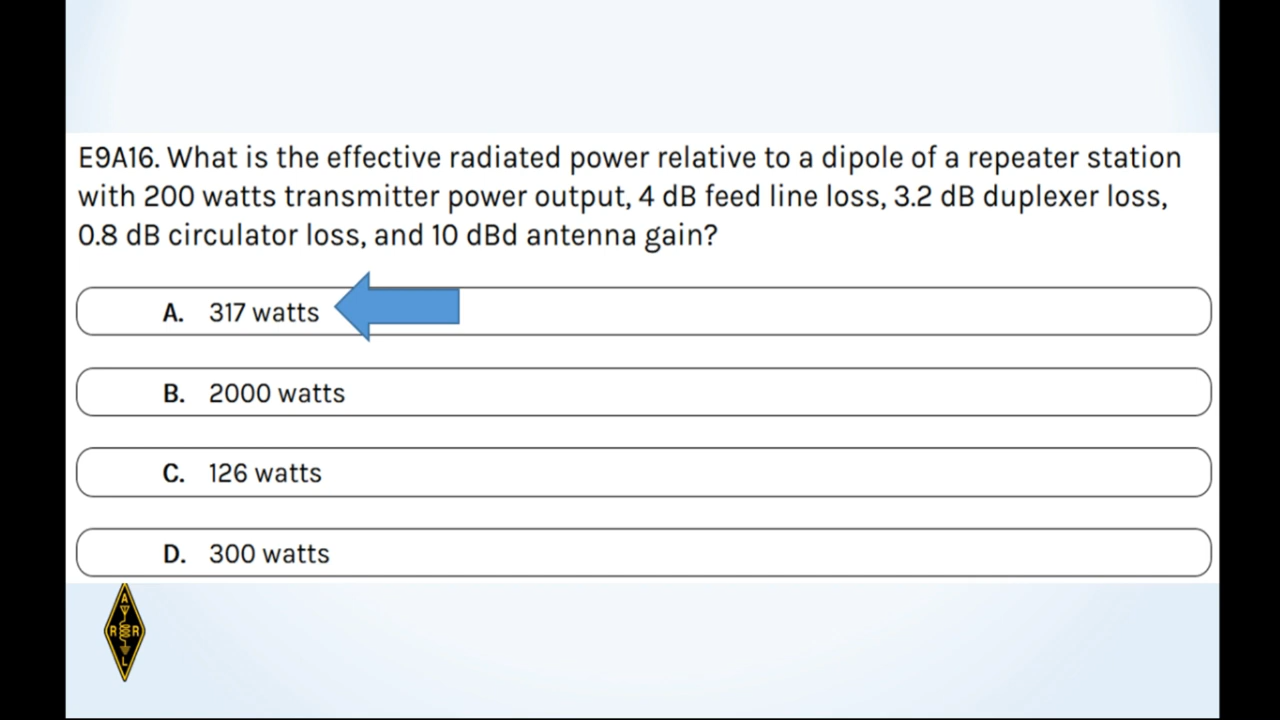 E9A16. What is the effective radiated power relative to a dipole of a repeater station
with 200 watts transmitter power output, 4 dB feed line loss, 3.2 dB duplexer loss,
0.8 dB circulator loss, and 10 dBd antenna gain?
A. 317 watts
B. 2000 watts
C. 126 watts
D. 300 watts
A
R R
L